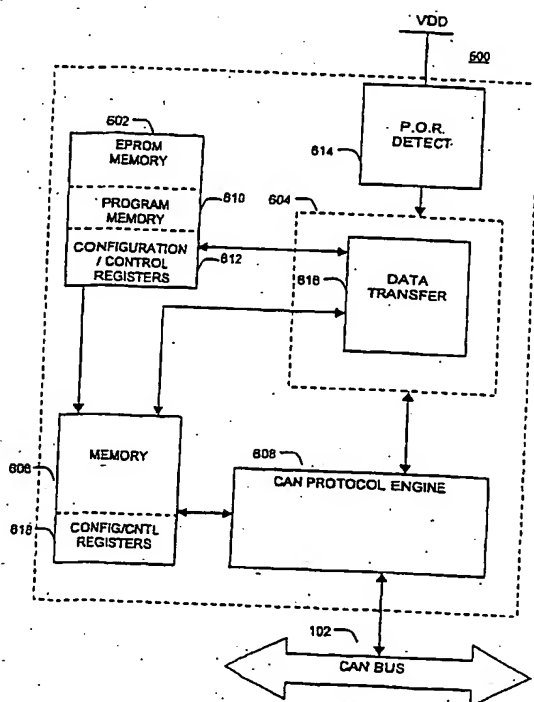 VDD
600
602
EPROM
MEMORY
PROGRAM
MEMORY
610
CONFIGURATION
/ CONTROL
REGISTERS
612
P.O.R.
DETECT
614
604
DATA
TRANSFER
616
MEMORY
606
CONFIG/CNTL
REGISTERS
618
608
CAN PROTOCOL ENGINE
102
CAN BUS